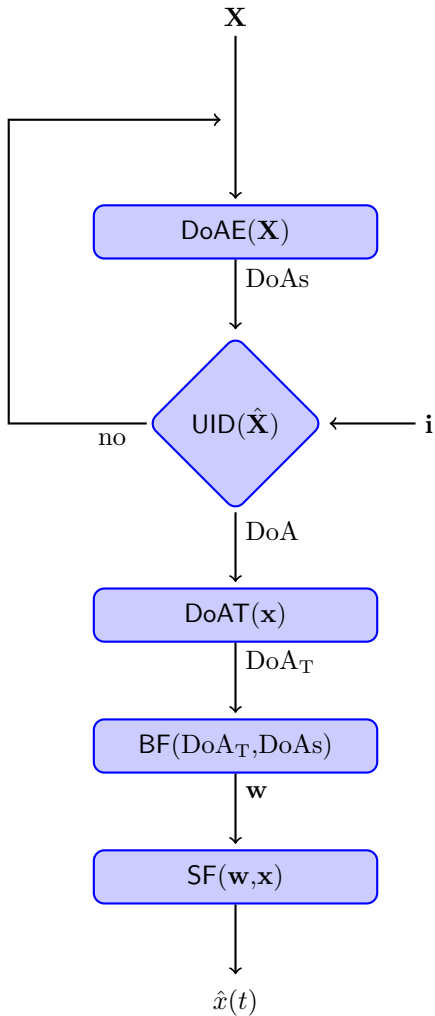 𝐗
DoAE(𝐗)
DoAs
UID(𝐗̂)
𝐢
no
DoA
DoAT(𝐱)
DoA_T
BF(DoA_T,DoAs)
𝐰
SF(𝐰,𝐱)
x̂(t)